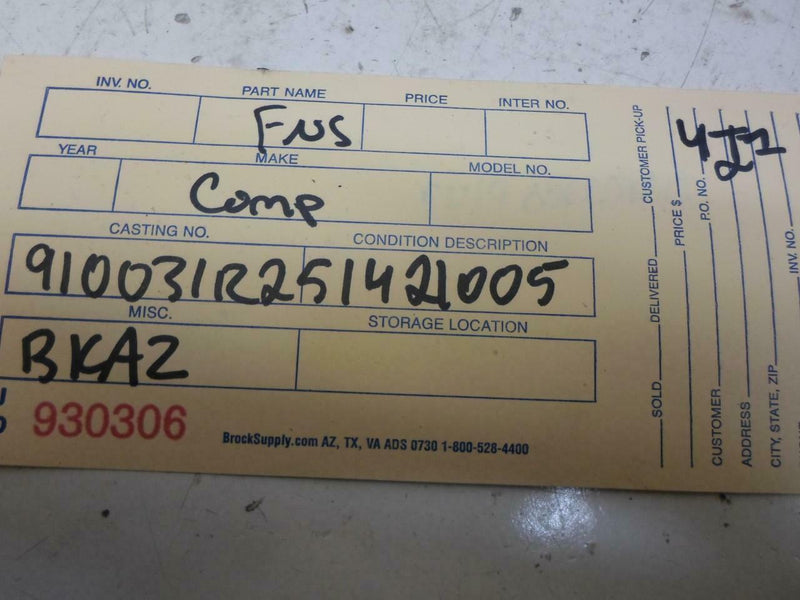 INV. NO. PART NAME PRICE INTER NO.
FNS
YEAR MAKE MODEL NO.
Comp
CASTING NO. CONDITION DESCRIPTION
910031R251421005
MISC. STORAGE LOCATION
BKAZ
930306
BrockSupply.com AZ, TX, VA ADS 0730 1-800-528-4400
SOLD DELIVERED CUSTOMER PICK-UP
PRICE $
CUSTOMER P.O. NO.
ADDRESS
CITY, STATE, ZIP
INV. NO.